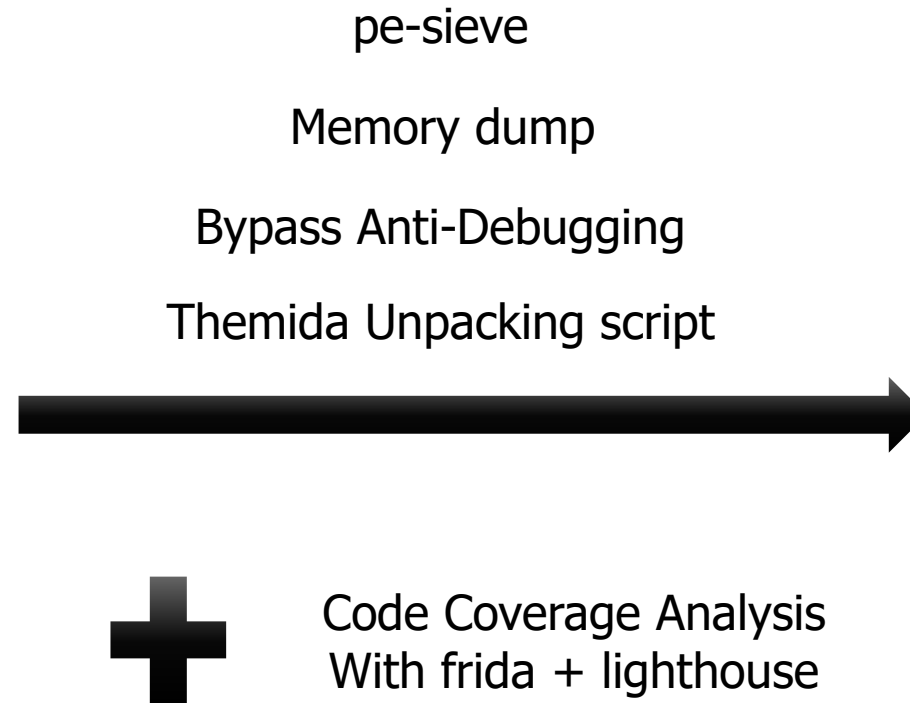 pe-sieve
Memory dump
Bypass Anti-Debugging
Themida Unpacking script
Code Coverage Analysis
With frida + lighthouse